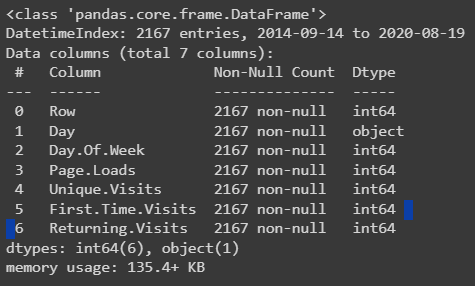 <class 'pandas.core.frame.DataFrame'>
DatetimeIndex: 2167 entries, 2014-09-14 to 2020-08-19
Data columns (total 7 columns):
 #   Column             Non-Null Count  Dtype
---  ------             --------------  -----
 0   Row                2167 non-null   int64
 1   Day                2167 non-null   object
 2   Day.Of.Week        2167 non-null   int64
 3   Page.Loads         2167 non-null   int64
 4   Unique.Visits      2167 non-null   int64
 5   First.Time.Visits  2167 non-null   int64
 6   Returning.Visits   2167 non-null   int64
dtypes: int64(6), object(1)
memory usage: 135.4+ KB